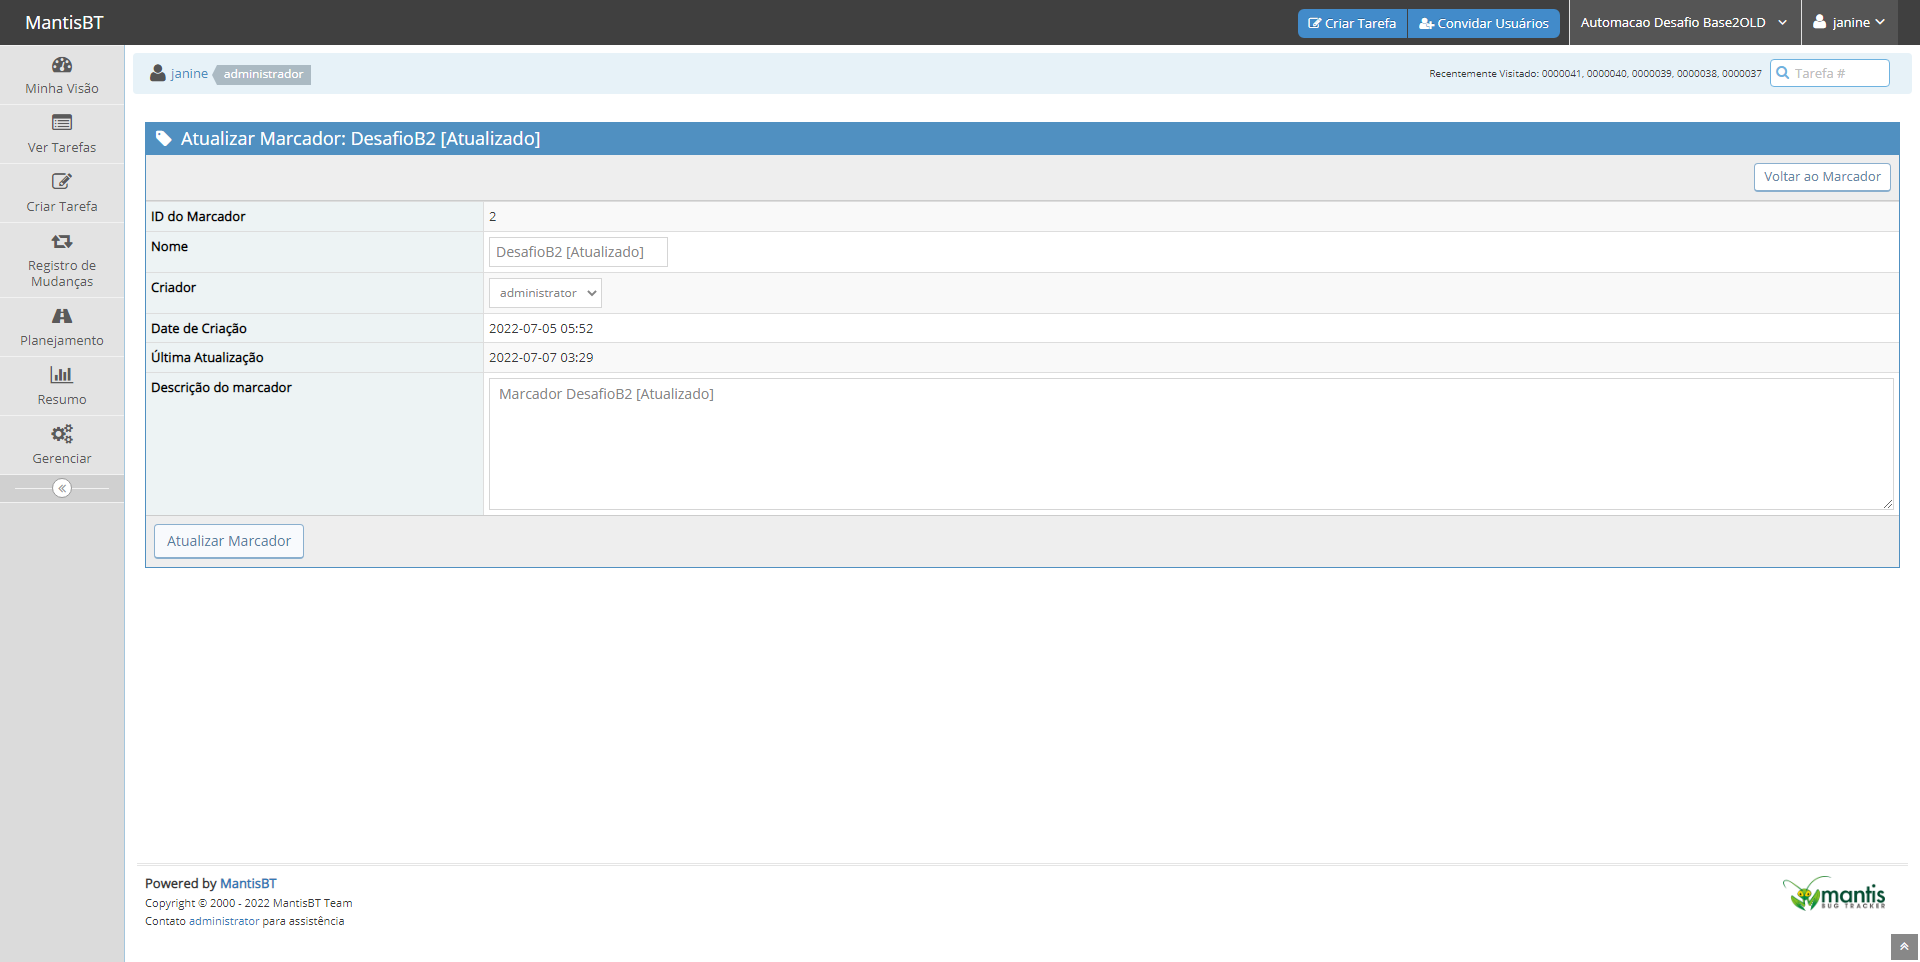 MantisBT
Criar Tarefa
Convidar Usuários
Automacao Desafio Base2OLD
janine
janine
administrador
Recentemente Visitado: 0000041, 0000040, 0000039, 0000038, 0000037
Tarefa #
Minha Visão
Ver Tarefas
Criar Tarefa
Registro de
Mudanças
Planejamento
Resumo
Gerenciar
Atualizar Marcador: DesafioB2 [Atualizado]
Voltar ao Marcador
ID do Marcador
2
Nome
DesafioB2 [Atualizado]
Criador
administrator
Date de Criação
2022-07-05 05:52
Última Atualização
2022-07-07 03:29
Descrição do marcador
Marcador DesafioB2 [Atualizado]
Atualizar Marcador
Powered by MantisBT
Copyright © 2000 - 2022 MantisBT Team
Contato administrator para assistência
mantis
BUG TRACKER